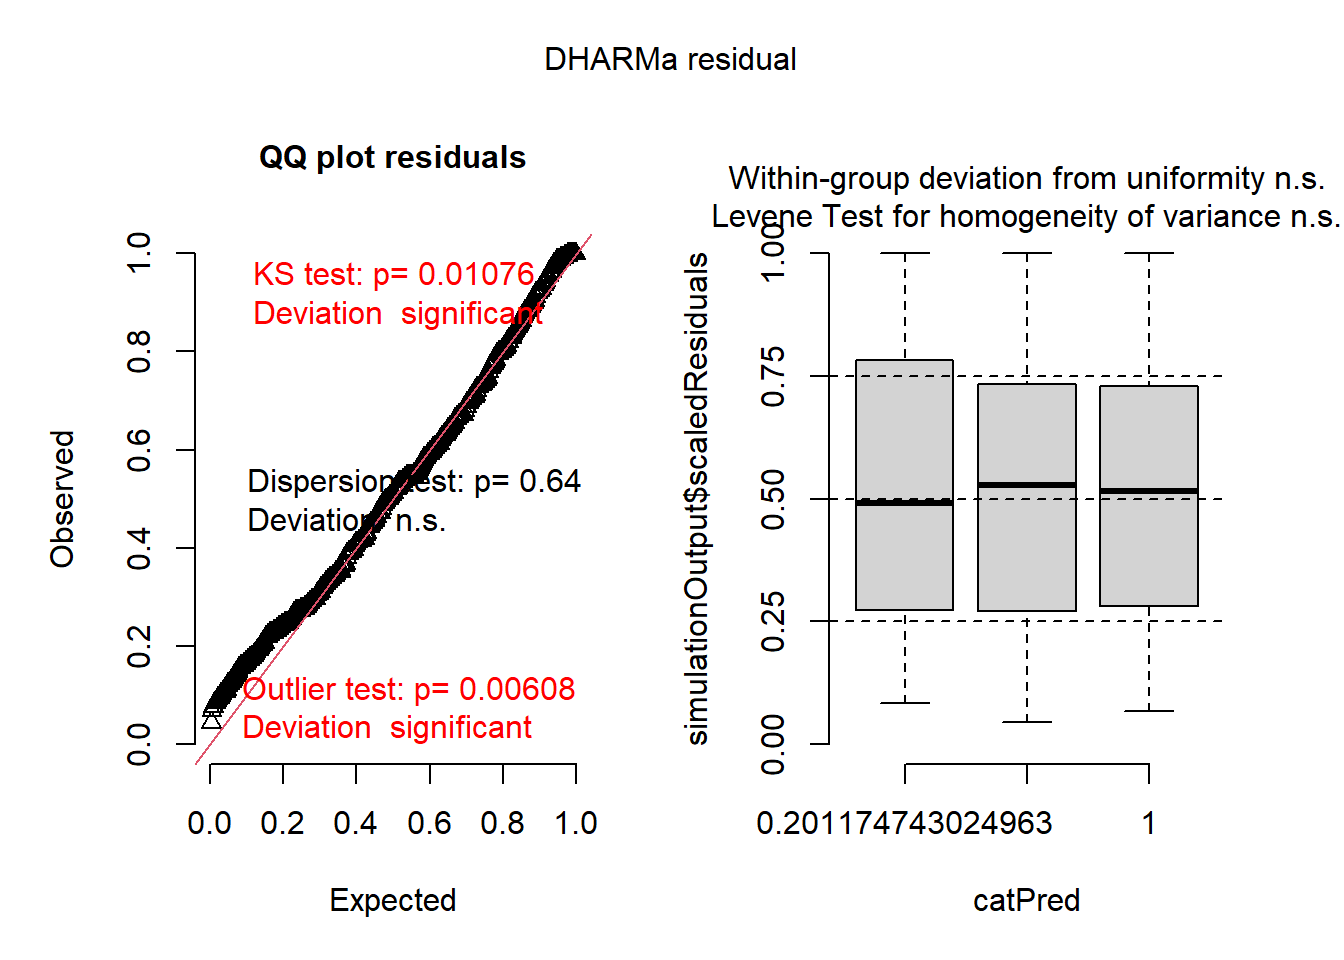 DHARMa residual
QQ plot residuals
KS test: p= 0.01076
Deviation  significant
Dispersion test: p= 0.64
Deviation  n.s.
Outlier test: p= 0.00608
Deviation  significant
Observed
0.0 0.2 0.4 0.6 0.8 1.0
0.0 0.2 0.4 0.6 0.8 1.0
Expected
Within-group deviation from uniformity n.s.
Levene Test for homogeneity of variance n.s.
simulationOutput$scaledResiduals
0.00 0.25 0.50 0.75 1.00
0.201174743024963 1
catPred